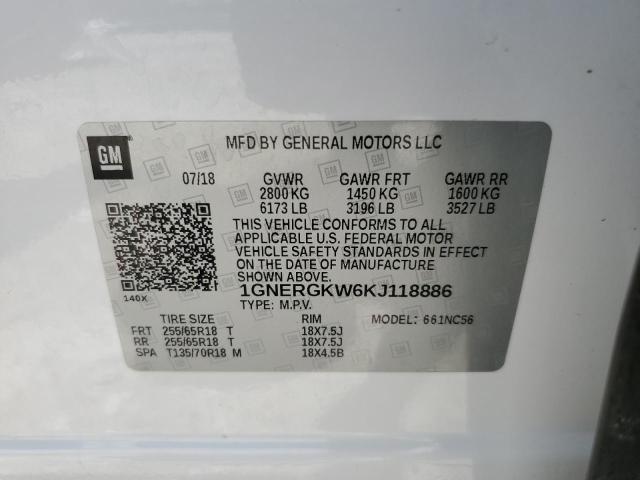 GM
MFD BY GENERAL MOTORS LLC
07/18 GVWR GAWR FRT GAWR RR
2800 KG 1450 KG 1600 KG
6173 LB 3196 LB 3527 LB
THIS VEHICLE CONFORMS TO ALL
APPLICABLE U.S. FEDERAL MOTOR
VEHICLE SAFETY STANDARDS IN EFFECT
ON THE DATE OF MANUFACTURE
SHOWN ABOVE.
140X
1GNERGKW6KJ118886
TYPE: M.P.V.
TIRE SIZE RIM MODEL: 661NC56
FRT 255/65R18 T 18X7.5J
RR 255/65R18 T 18X7.5J
SPA T135/70R18 M 18X4.5B